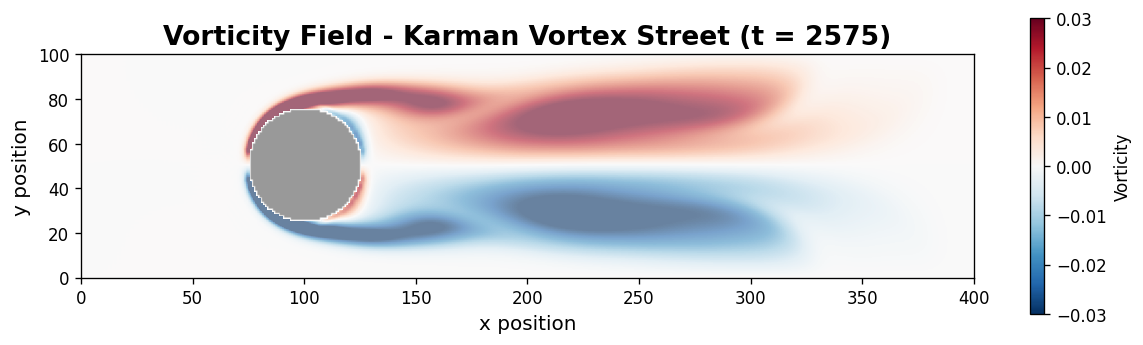 Vorticity Field - Karman Vortex Street (t = 2575)
100
80
60
40
20
0
y position
0 50 100 150 200 250 300 350 400
x position
0.03
0.02
0.01
0.00
−0.01
−0.02
−0.03
Vorticity